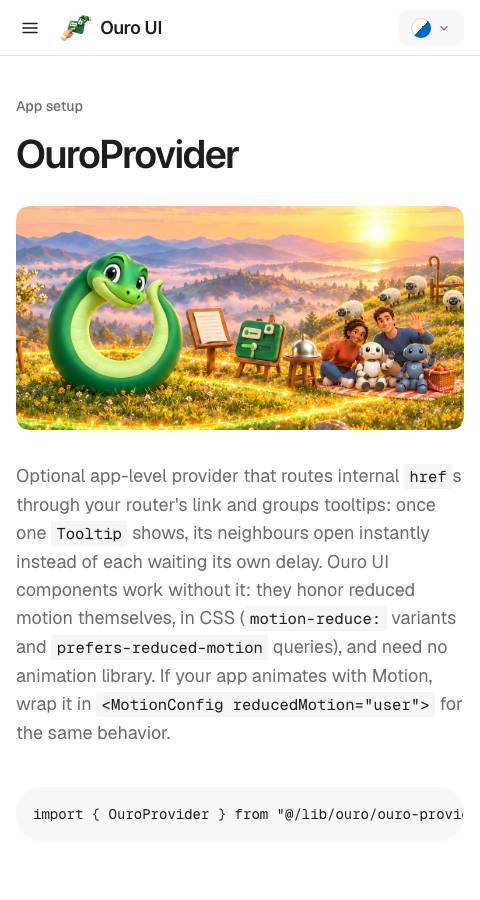 Ouro UI
App setup
OuroProvider
Optional app-level provider that routes internal hrefs
through your router's link and groups tooltips: once
one Tooltip shows, its neighbours open instantly
instead of each waiting its own delay. Ouro UI
components work without it: they honor reduced
motion themselves, in CSS ( motion-reduce: variants
and prefers-reduced-motion queries), and need no
animation library. If your app animates with Motion,
wrap it in <MotionConfig reducedMotion="user"> for
the same behavior.
import { OuroProvider } from "@/lib/ouro/ouro-provi